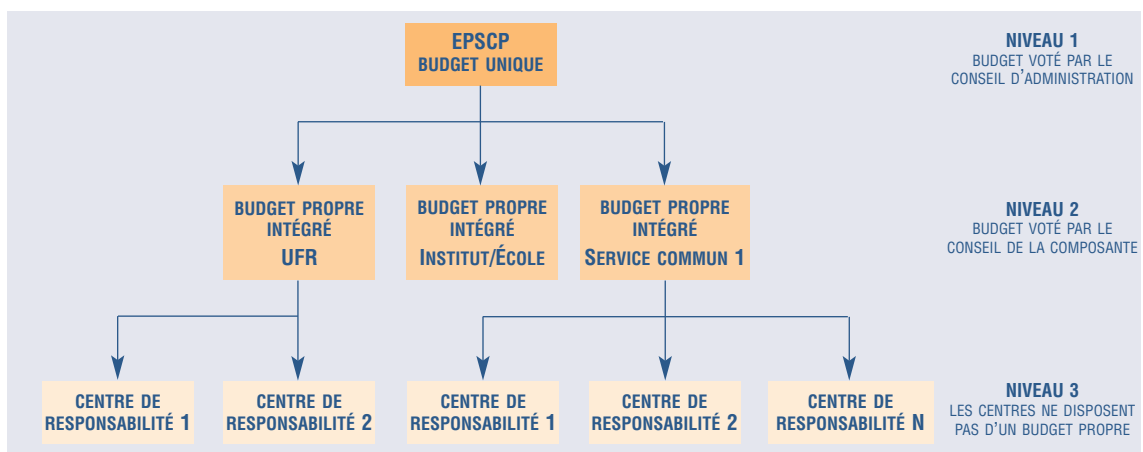 EPSCP
BUDGET UNIQUE
NIVEAU 1
BUDGET VOTÉ PAR LE
CONSEIL D'ADMINISTRATION
BUDGET PROPRE
INTÉGRÉ
UFR
BUDGET PROPRE
INTÉGRÉ
INSTITUT/ÉCOLE
BUDGET PROPRE
INTÉGRÉ
SERVICE COMMUN 1
NIVEAU 2
BUDGET VOTÉ PAR LE
CONSEIL DE LA COMPOSANTE
CENTRE DE
RESPONSABILITÉ 1
CENTRE DE
RESPONSABILITÉ 2
CENTRE DE
RESPONSABILITÉ 1
CENTRE DE
RESPONSABILITÉ 2
CENTRE DE
RESPONSABILITÉ N
NIVEAU 3
LES CENTRES NE DISPOSENT
PAS D'UN BUDGET PROPRE